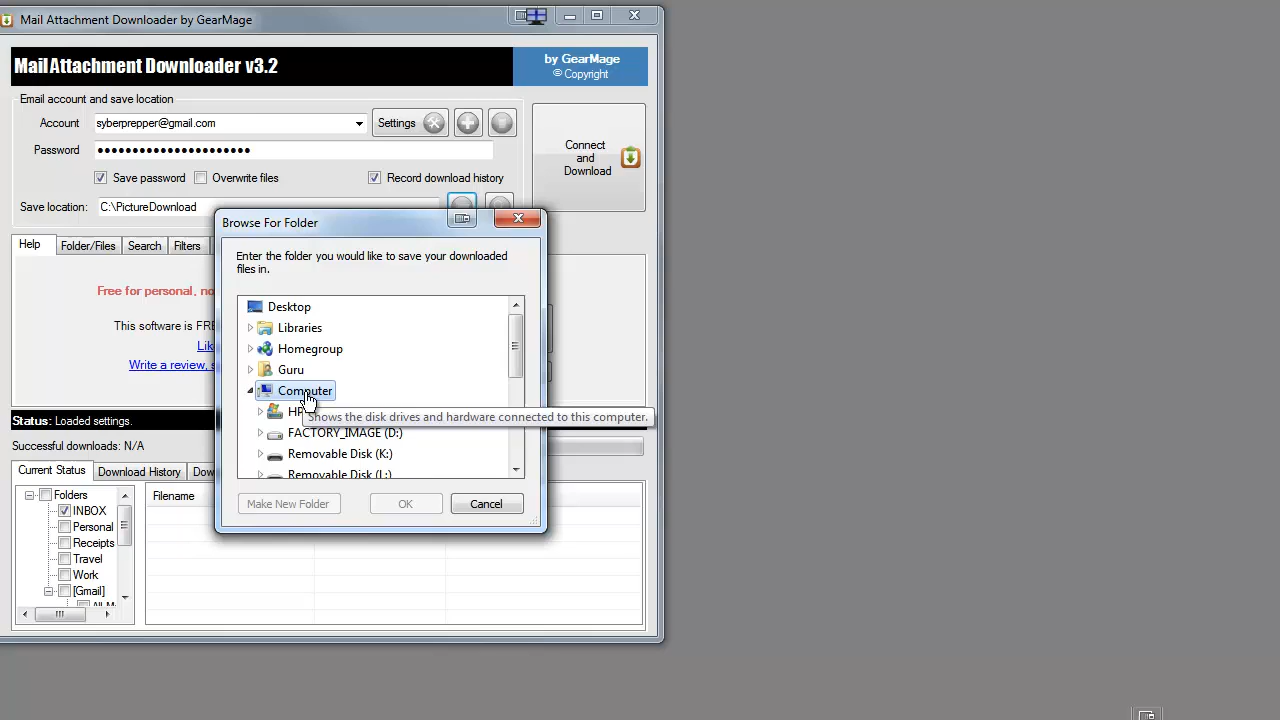 Mail Attachment Downloader by GearMage
Mail Attachment Downloader v3.2
by GearMage
© Copyright
Email account and save location
Account
syberprepper@gmail.com
Settings
Connect
and
Download
Password
●●●●●●●●●●●●●●●●●●●●●●
Save password
Overwrite files
Record download history
Save location:
C:\PictureDownload
Browse For Folder
Help
Folder/Files
Search
Filters
Enter the folder you would like to save your downloaded
files in.
Free for personal, no
This software is FRE
Lik
Write a review, s
Desktop
Libraries
Homegroup
Guru
Computer
HP
Shows the disk drives and hardware connected to this computer.
FACTORY_IMAGE (D:)
Removable Disk (K:)
Removable Disk (L:)
Make New Folder
OK
Cancel
Status: Loaded settings.
Successful downloads: N/A
Current Status
Download History
Dow
Folders
INBOX
Personal
Receipts
Travel
Work
[Gmail]
Filename